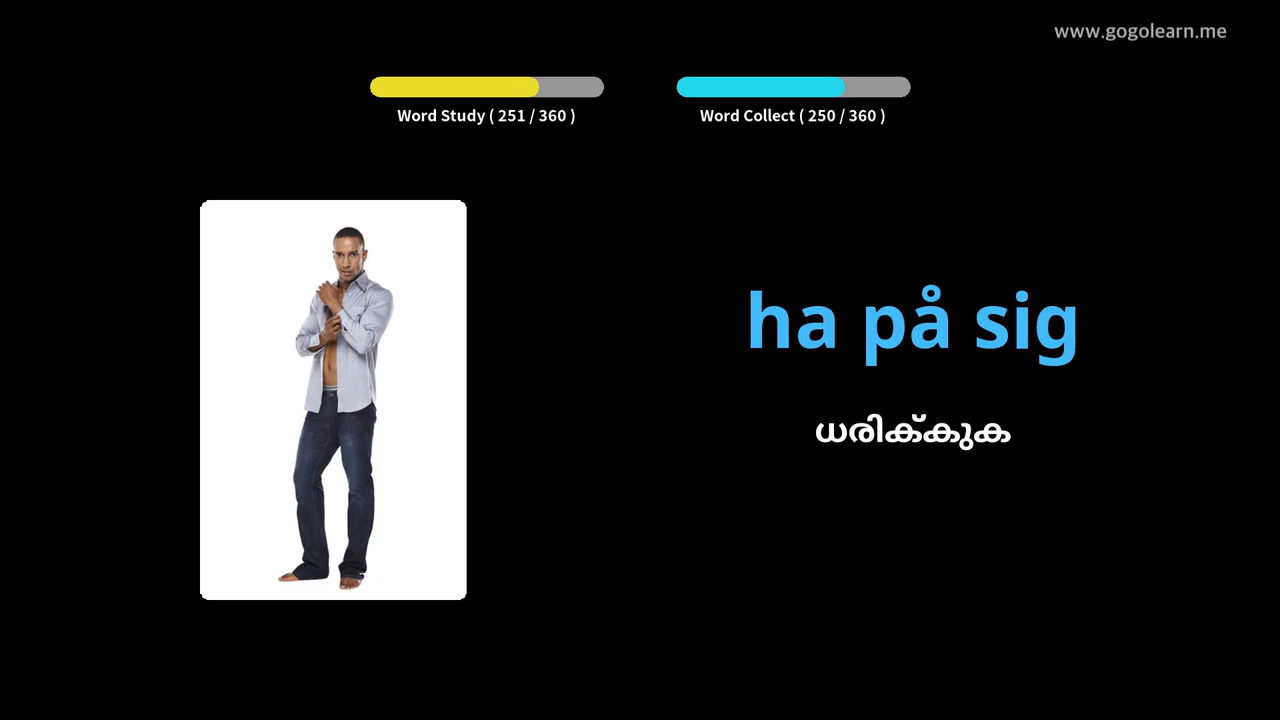 www.gogolearn.me
Word Study ( 251 / 360 )
Word Collect ( 250 / 360 )
ha på sig
ധരിക്കുക